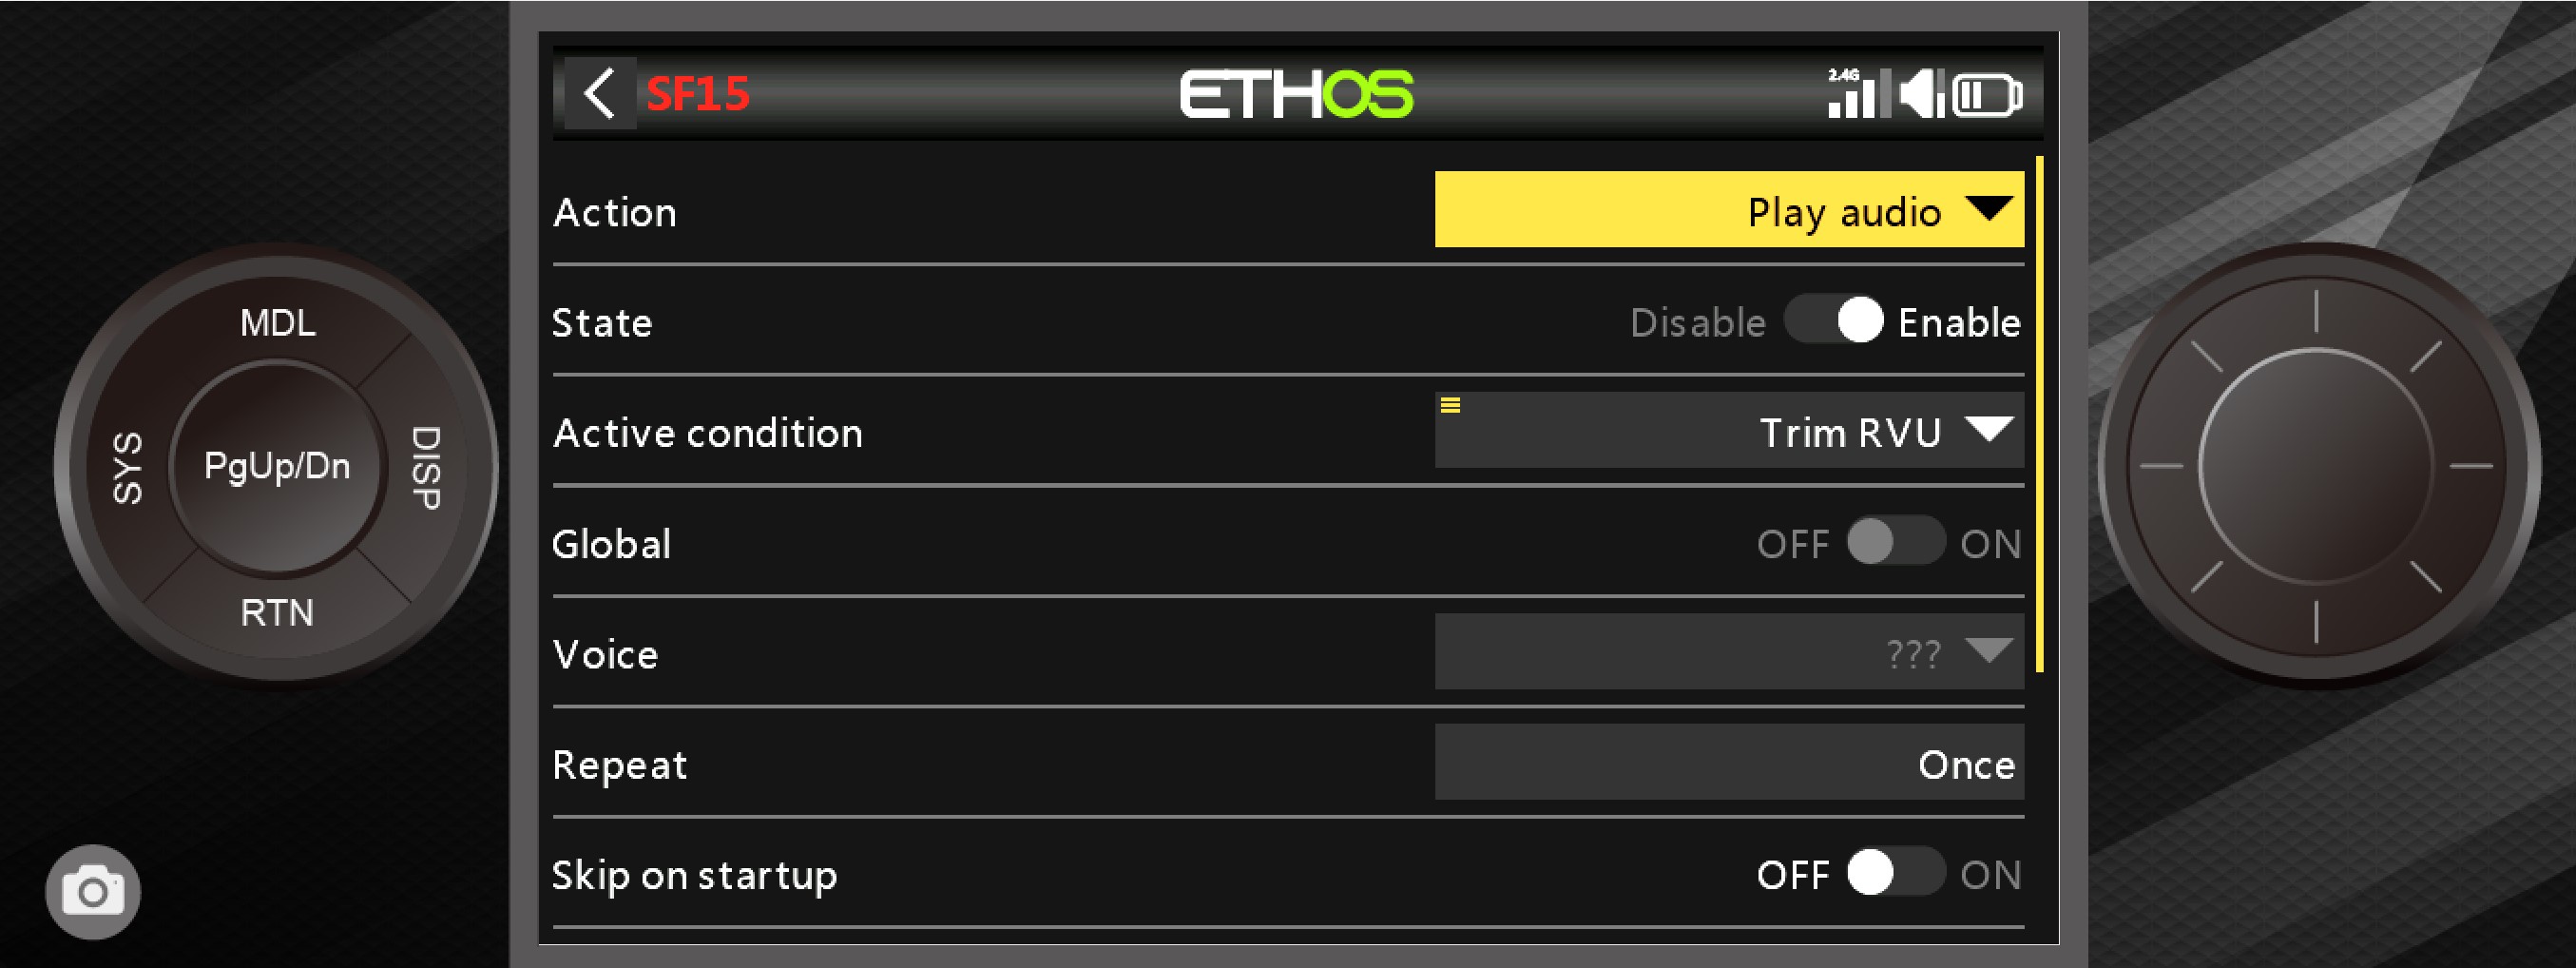 SF15 ETHOS 2.4G
Action Play audio
State Disable Enable
Active condition Trim RVU
Global OFF ON
Voice ???
Repeat Once
Skip on startup OFF ON
MDL
SYS PgUp/Dn DISP
RTN